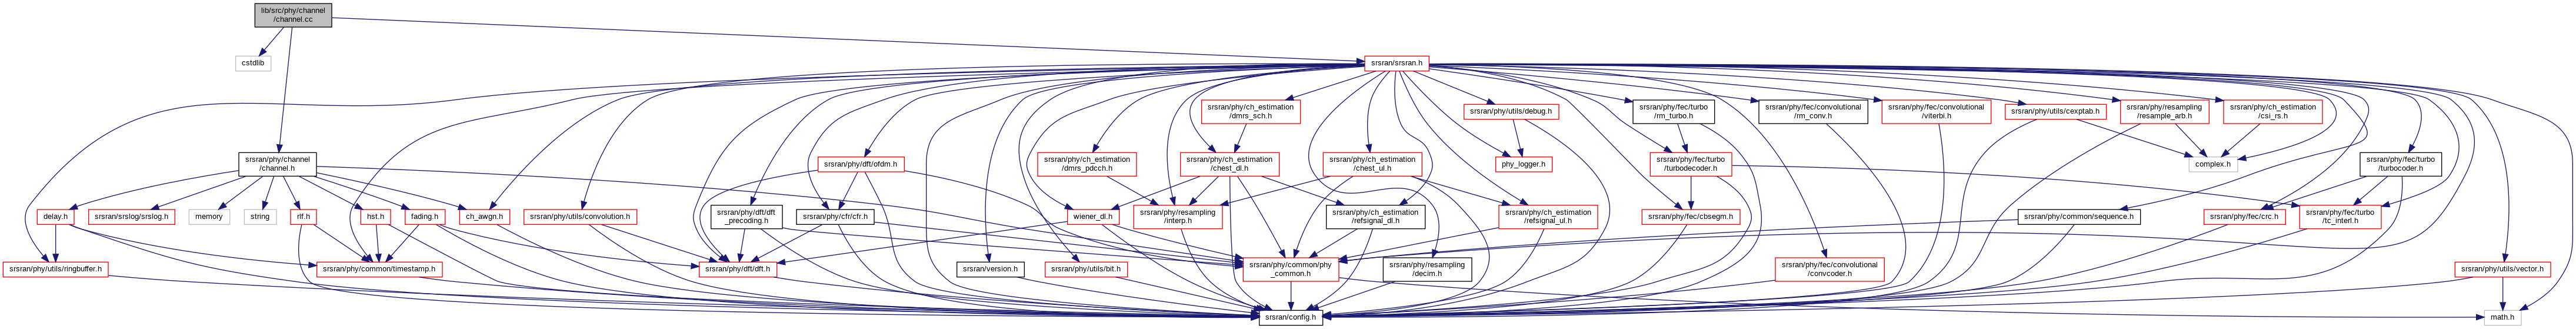 lib/src/phy/channel
/channel.cc
cstdlib
srsran/srsran.h
srsran/phy/ch_estimation
/dmrs_sch.h
srsran/phy/utils/debug.h
srsran/phy/fec/turbo
/rm_turbo.h
srsran/phy/fec/convolutional
/rm_conv.h
srsran/phy/fec/convolutional
/viterbi.h
srsran/phy/utils/cexptab.h
srsran/phy/resampling
/resample_arb.h
srsran/phy/ch_estimation
/csi_rs.h
srsran/phy/channel
/channel.h
srsran/phy/dft/ofdm.h
srsran/phy/ch_estimation
/dmrs_pdcch.h
srsran/phy/ch_estimation
/chest_dl.h
srsran/phy/ch_estimation
/chest_ul.h
phy_logger.h
srsran/phy/fec/turbo
/turbodecoder.h
complex.h
srsran/phy/fec/turbo
/turbocoder.h
delay.h
srsran/srslog/srslog.h
memory
string
rlf.h
hst.h
fading.h
ch_awgn.h
srsran/phy/utils/convolution.h
srsran/phy/dft/dft
_precoding.h
srsran/phy/cfr/cfr.h
wiener_dl.h
srsran/phy/resampling
/interp.h
srsran/phy/ch_estimation
/refsignal_dl.h
srsran/phy/ch_estimation
/refsignal_ul.h
srsran/phy/fec/cbsegm.h
srsran/phy/common/sequence.h
srsran/phy/fec/crc.h
srsran/phy/fec/turbo
/tc_interl.h
srsran/phy/utils/ringbuffer.h
srsran/phy/common/timestamp.h
srsran/phy/dft/dft.h
srsran/version.h
srsran/phy/utils/bit.h
srsran/phy/common/phy
_common.h
srsran/phy/resampling
/decim.h
srsran/phy/fec/convolutional
/convcoder.h
srsran/phy/utils/vector.h
srsran/config.h
math.h